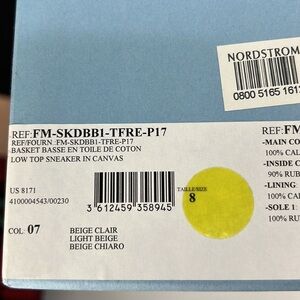 NORDSTROM
0800 5165 161
REF:FM-SKDBB1-TFRE-P17
REF/FOURN :FM-SKDBB1-TFRE-P17
BASKET BASSE EN TOILE DE COTON
LOW TOP SNEAKER IN CANVAS
US 8171
4100004543/00230
3 612459 358945
TAILLE/SIZE
8
COL 07
BEIGE CLAIR
LIGHT BEIGE
BEIGE CHIARO
REF:FM
-MAIN CO
100% CAL
-INSIDE C
90% RUB
-LINING
100% CAL
-SOLE 1:
100% RU